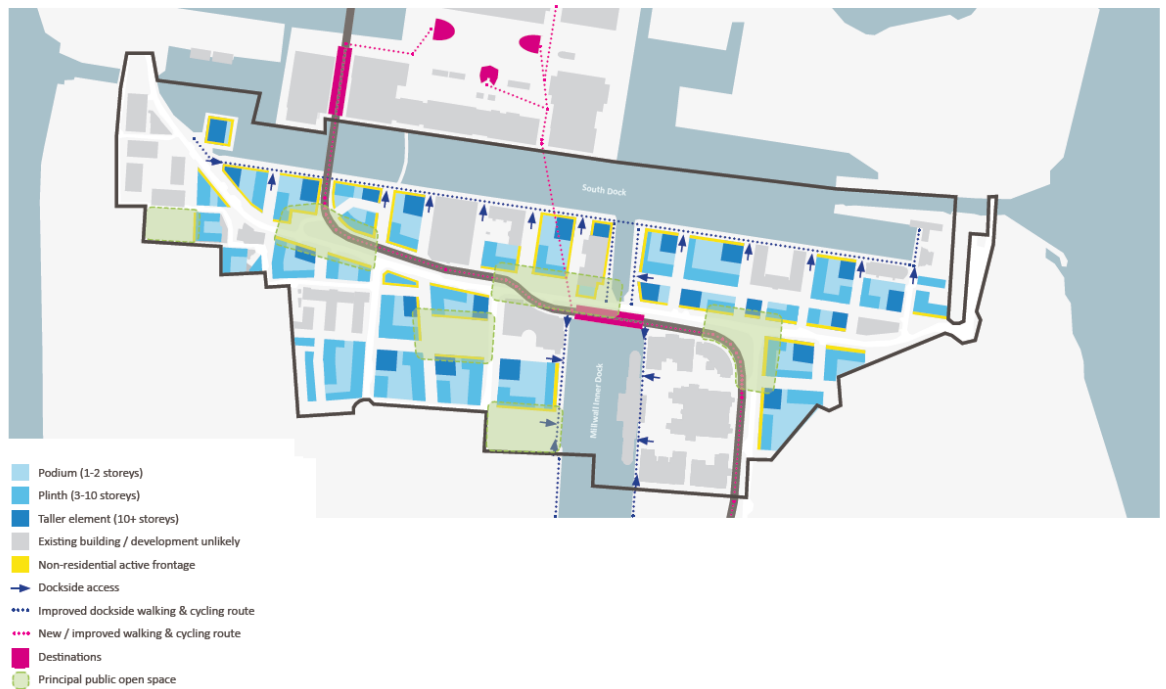 South Dock
Millwall Inner Dock
Podium (1-2 storeys)
Plinth (3-10 storeys)
Taller element (10+ storeys)
Existing building / development unlikely
Non-residential active frontage
Dockside access
Improved dockside walking & cycling route
New / improved walking & cycling route
Destinations
Principal public open space